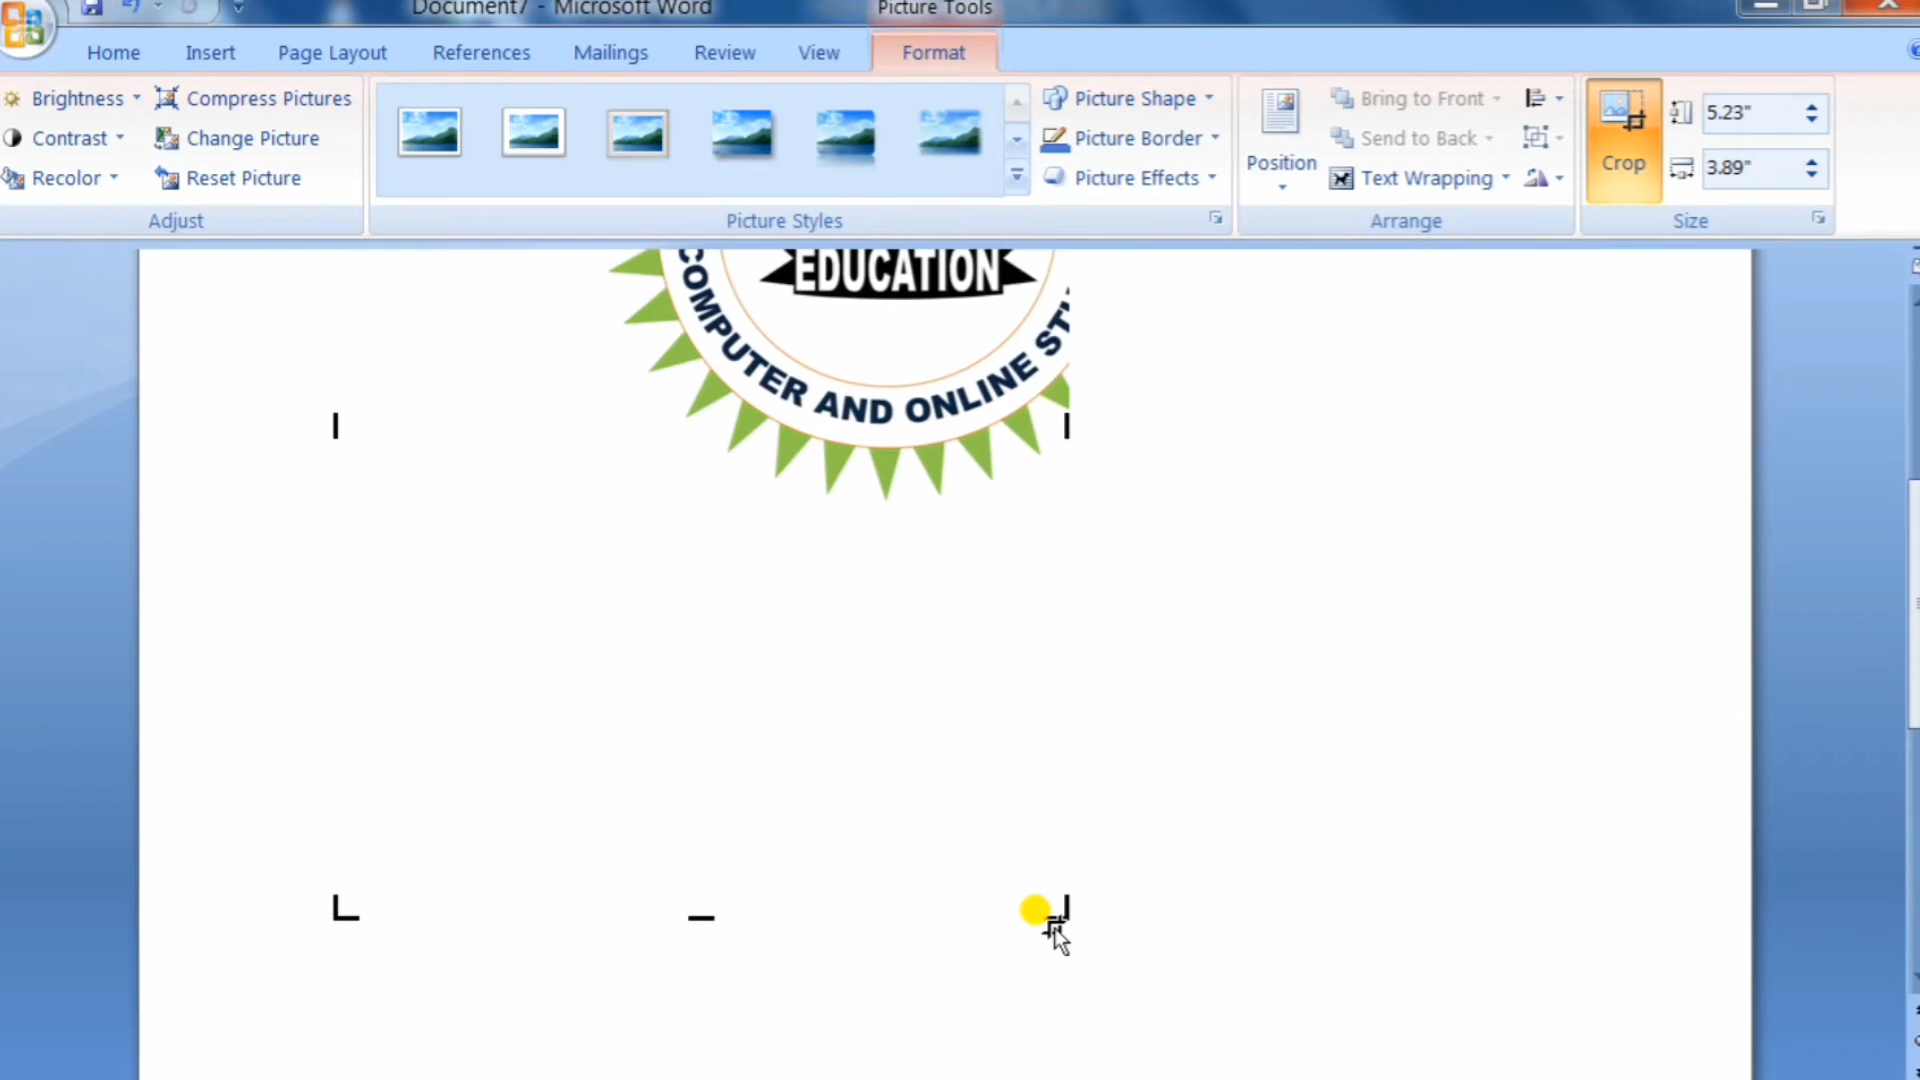 Document7 - Microsoft Word
Picture Tools
Home Insert Page Layout References Mailings Review View Format
Brightness Compress Pictures Picture Shape Bring to Front 5.23"
Contrast Change Picture Picture Border Send to Back
Recolor Reset Picture Picture Effects Position Text Wrapping Crop 3.89"
Adjust Picture Styles Arrange Size
EDUCATION
COMPUTER AND ONLINE